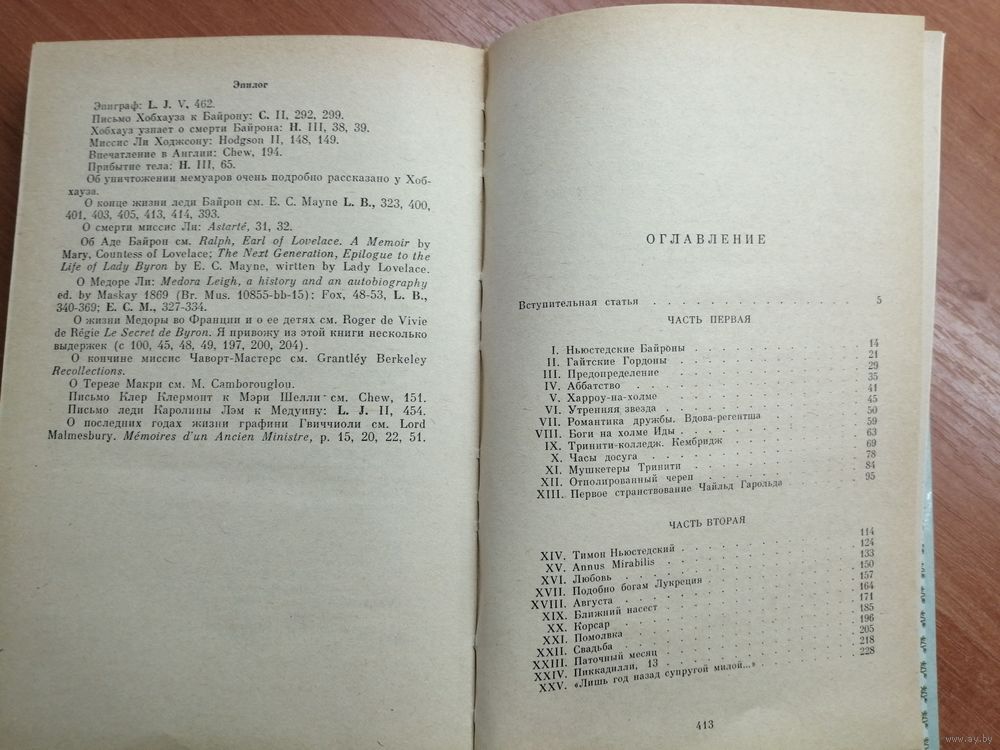 Эпилог
Эпиграф: L. J. V, 462.
Письмо Хобхауза к Байрону: C. II, 292, 299.
Хобхауз узнает о смерти Байрона: H. III, 38, 39.
Миссис Ли Ходжсону: Hodgson II, 148, 149.
Впечатление в Англии: Chew, 194.
Прибытие тела: H. III, 65.
Об уничтожении мемуаров очень подробно рассказано у Хоб-
хауза.
О конце жизни леди Байрон см. E. C. Mayne L. B., 323, 400,
401, 403, 405, 413, 414, 393.
О смерти миссис Ли: Astarté, 31, 32.
Об Аде Байрон см. Ralph, Earl of Lovelace. A Memoir by
Mary, Countess of Lovelace; The Next Generation, Epilogue to the
Life of Lady Byron by E. C. Mayne, wirtten by Lady Lovelace.
О Медоре Ли: Medora Leigh, a history and an autobiography
ed. by Maskay 1869 (Br. Mus. 10855-bb-15): Fox, 48-53, L. B.,
340-369; E. C. M., 327-334.
О жизни Медоры во Франции и о ее детях см. Roger de Vivie
de Régie Le Secret de Byron. Я привожу из этой книги несколько
выдержек (с 100, 45, 48, 49, 197, 200, 204).
О кончине миссис Чаворт-Мастерс см. Grantléy Berkeley
Recollections.
О Терезе Макри см. M. Camborouglou.
Письмо Клер Клермонт к Мэри Шелли см. Chew, 151.
Письмо леди Каролины Лэм к Медуину: L. J. II, 454.
О последних годах жизни графини Гвиччиоли см. Lord
Malmesbury. Mémoires d'un Ancien Ministre, p. 15, 20, 22, 51.
ОГЛАВЛЕНИЕ
Вступительная статья . . . . . . . . . . 5
ЧАСТЬ ПЕРВАЯ
I. Ньюстедские Байроны . . . . . . . . 14
II. Гайтские Гордоны . . . . . . . . 21
III. Предопределение . . . . . . . . 29
IV. Аббатство . . . . . . . . 35
V. Харроу-на-холме . . . . . . . . 41
VI. Утренняя звезда . . . . . . . . 45
VII. Романтика дружбы. Вдова-регентша . . . . 50
VIII. Боги на холме Иды . . . . . . . . 59
IX. Тринити-колледж. Кембридж . . . . . . 63
X. Часы досуга . . . . . . . . 69
XI. Мушкетеры Тринити . . . . . . . . 78
XII. Отполированный череп . . . . . . . . 84
XIII. Первое странствование Чайльд Гарольда . . . . 95
ЧАСТЬ ВТОРАЯ
XIV. Тимон Ньюстедский . . . . . . . . 114
XV. Annus Mirabilis . . . . . . . . 124
XVI. Любовь . . . . . . . . 133
XVII. Подобно богам Лукреция . . . . . . . . 150
XVIII. Августа . . . . . . . . 157
XIX. Ближний насест . . . . . . . . 164
XX. Корсар . . . . . . . . 171
XXI. Помолвка . . . . . . . . 185
XXII. Свадьба . . . . . . . . 196
XXIII. Паточный месяц . . . . . . . . 205
XXIV. Пиккадилли, 13 . . . . . . . . 218
XXV. «Лишь год назад супругой милой...» . . . . 228
413
www.ay.by